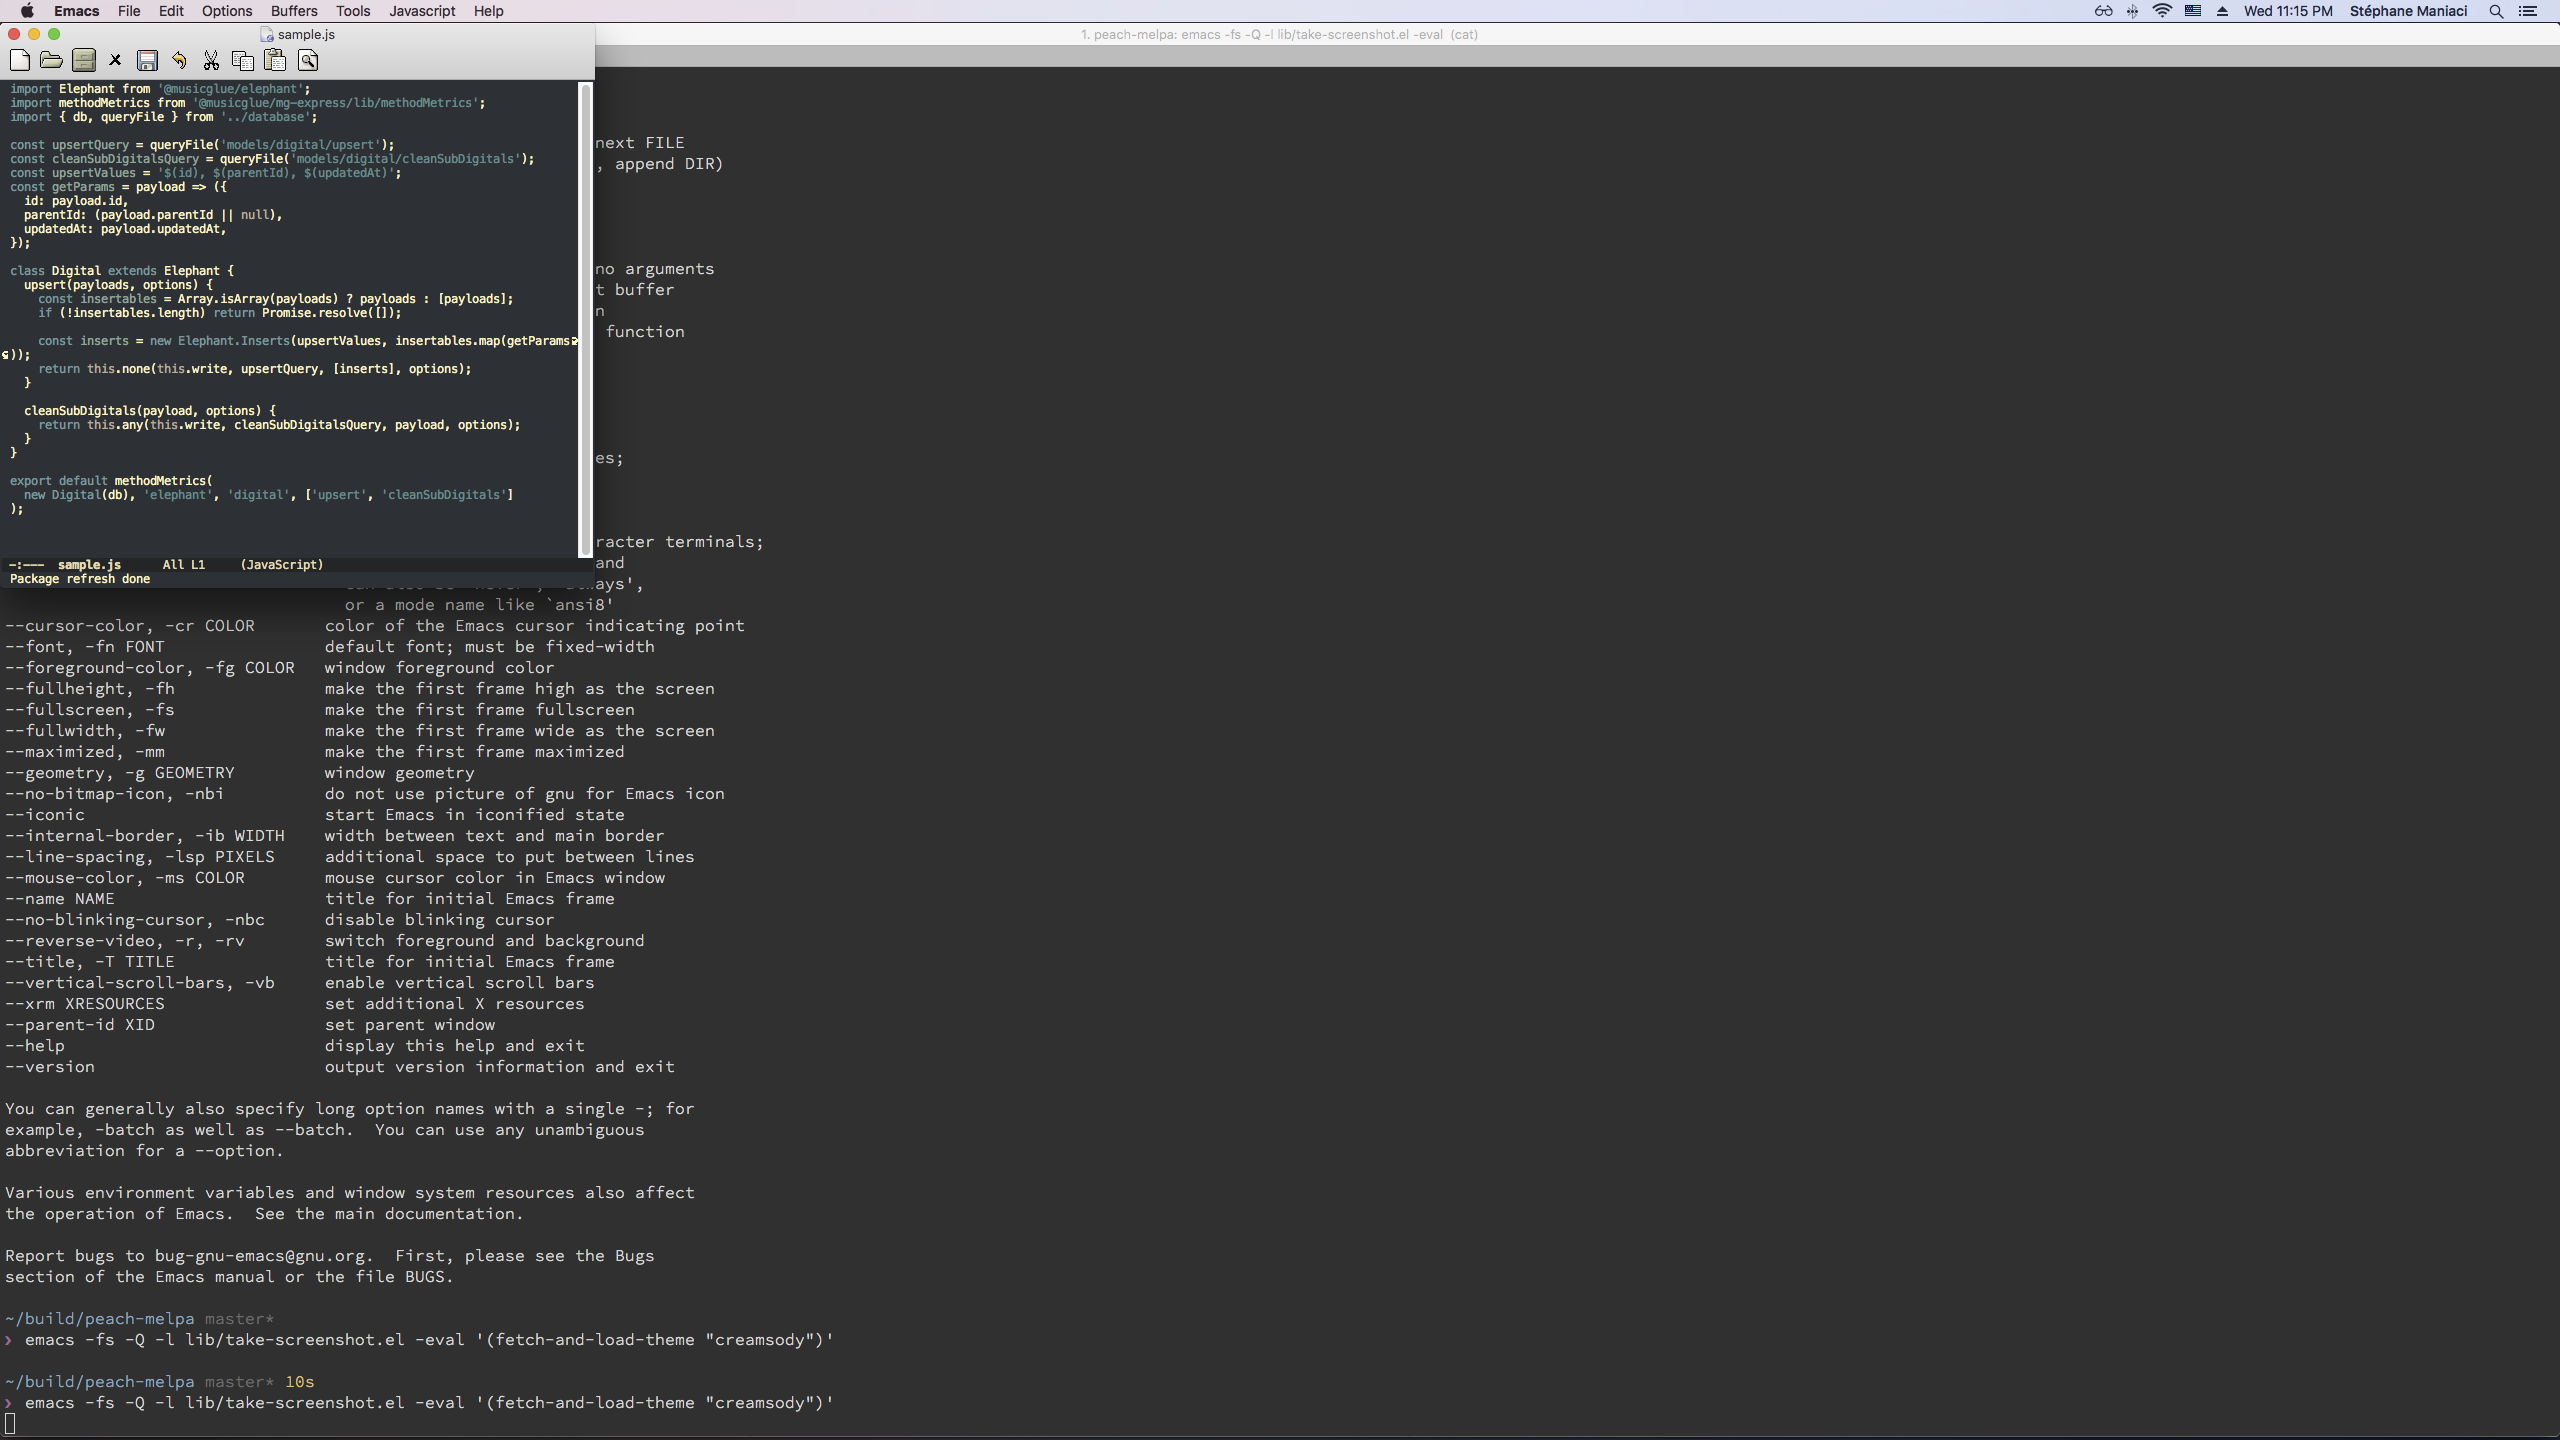 Emacs File Edit Options Buffers Tools Javascript Help
Wed 11:15 PM Stéphane Maniaci
sample.js
1. peach-melpa: emacs -fs -Q -l lib/take-screenshot.el -eval (cat)
import Elephant from '@musicglue/elephant';
import methodMetrics from '@musicglue/mg-express/lib/methodMetrics';
import { db, queryFile } from '../database';
const upsertQuery = queryFile('models/digital/upsert');
const cleanSubDigitalsQuery = queryFile('models/digital/cleanSubDigitals');
const upsertValues = '$(id), $(parentId), $(updatedAt)';
const getParams = payload => ({
  id: payload.id,
  parentId: (payload.parentId || null),
  updatedAt: payload.updatedAt,
});
class Digital extends Elephant {
  upsert(payloads, options) {
    const insertables = Array.isArray(payloads) ? payloads : [payloads];
    if (!insertables.length) return Promise.resolve([]);
    const inserts = new Elephant.Inserts(upsertValues, insertables.map(getParams
));
    return this.none(this.write, upsertQuery, [inserts], options);
  }
  cleanSubDigitals(payload, options) {
    return this.any(this.write, cleanSubDigitalsQuery, payload, options);
  }
}
export default methodMetrics(
  new Digital(db), 'elephant', 'digital', ['upsert', 'cleanSubDigitals']
);
-:--- sample.js All L1 (JavaScript)
Package refresh done
next FILE
, append DIR)
no arguments
t buffer
n
function
es;
racter terminals;
and
ays',
or a mode name like `ansi8'
--cursor-color, -cr COLOR color of the Emacs cursor indicating point
--font, -fn FONT default font; must be fixed-width
--foreground-color, -fg COLOR window foreground color
--fullheight, -fh make the first frame high as the screen
--fullscreen, -fs make the first frame fullscreen
--fullwidth, -fw make the first frame wide as the screen
--maximized, -mm make the first frame maximized
--geometry, -g GEOMETRY window geometry
--no-bitmap-icon, -nbi do not use picture of gnu for Emacs icon
--iconic start Emacs in iconified state
--internal-border, -ib WIDTH width between text and main border
--line-spacing, -lsp PIXELS additional space to put between lines
--mouse-color, -ms COLOR mouse cursor color in Emacs window
--name NAME title for initial Emacs frame
--no-blinking-cursor, -nbc disable blinking cursor
--reverse-video, -r, -rv switch foreground and background
--title, -T TITLE title for initial Emacs frame
--vertical-scroll-bars, -vb enable vertical scroll bars
--xrm XRESOURCES set additional X resources
--parent-id XID set parent window
--help display this help and exit
--version output version information and exit
You can generally also specify long option names with a single -; for
example, -batch as well as --batch.  You can use any unambiguous
abbreviation for a --option.
Various environment variables and window system resources also affect
the operation of Emacs.  See the main documentation.
Report bugs to bug-gnu-emacs@gnu.org.  First, please see the Bugs
section of the Emacs manual or the file BUGS.
~/build/peach-melpa master*
❯ emacs -fs -Q -l lib/take-screenshot.el -eval '(fetch-and-load-theme "creamsody")'
~/build/peach-melpa master* 10s
❯ emacs -fs -Q -l lib/take-screenshot.el -eval '(fetch-and-load-theme "creamsody")'